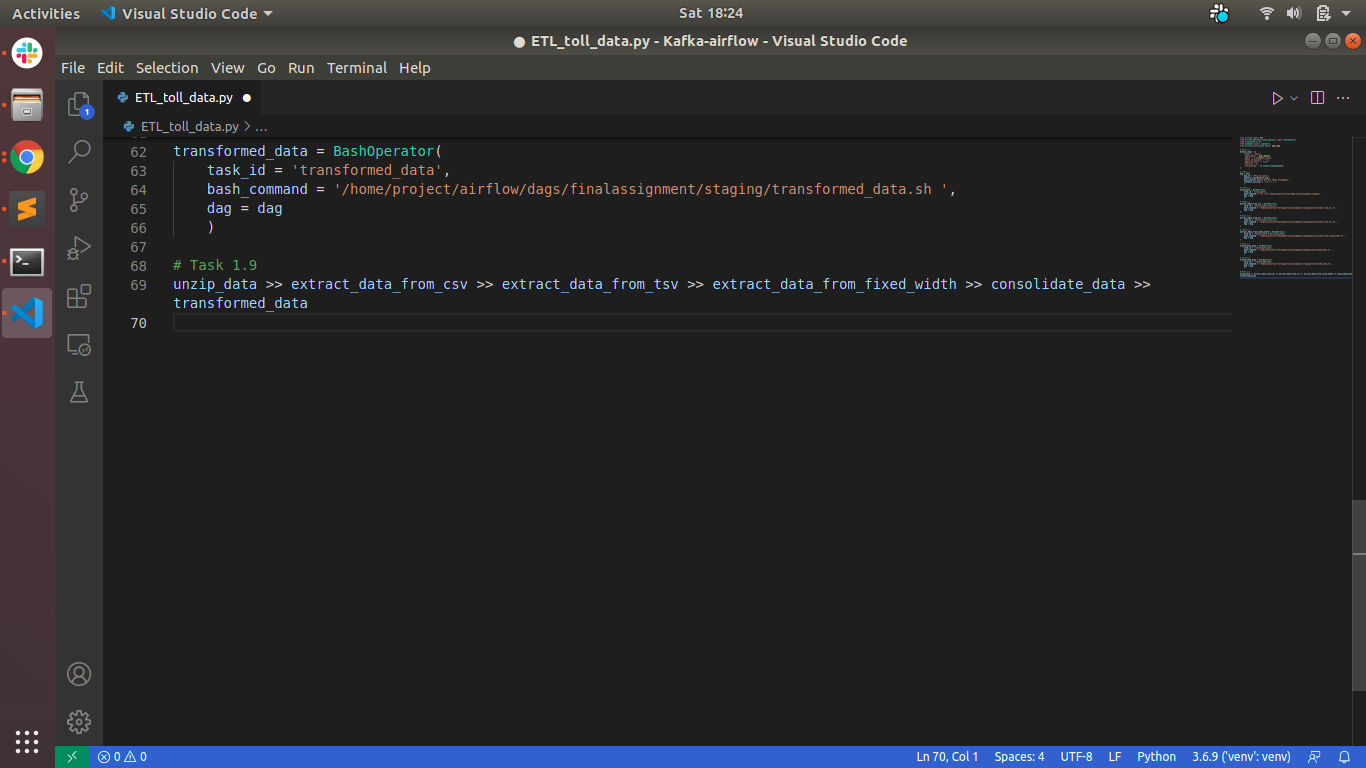 Activities Visual Studio Code Sat 18:24
● ETL_toll_data.py - Kafka-airflow - Visual Studio Code
File Edit Selection View Go Run Terminal Help
1 ETL_toll_data.py
ETL_toll_data.py > ...
62 transformed_data = BashOperator(
63 task_id = 'transformed_data',
64 bash_command = '/home/project/airflow/dags/finalassignment/staging/transformed_data.sh ',
65 dag = dag
66 )
67
68 # Task 1.9
69 unzip_data >> extract_data_from_csv >> extract_data_from_tsv >> extract_data_from_fixed_width >> consolidate_data >>
transformed_data
70
0 0 Ln 70, Col 1 Spaces: 4 UTF-8 LF Python 3.6.9 ('venv': venv)